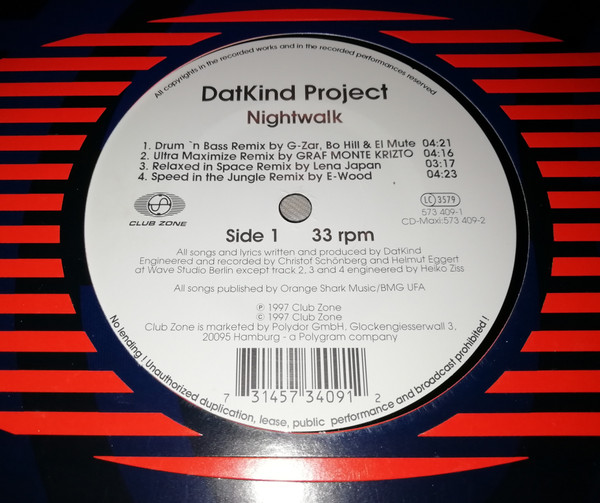 All copyrights in the recorded works and in the recorded performances reserved
DatKind Project
Nightwalk
1. Drum `n Bass Remix by G-Zar, Bo Hill & El Mute 04:21
2. Ultra Maximize Remix by GRAF MONTE KRIZTO 04:16
3. Relaxed in Space Remix by Lena Japan 03:17
4. Speed in the Jungle Remix by E-Wood 04:23
CLUB ZONE
LC 3579
573 409-1
CD-Maxi:573 409-2
Side 1 33 rpm
All songs and lyrics written and produced by DatKind
Engineered and recorded by Christof Schönberg and Helmut Eggert
at Wave Studio Berlin except track 2, 3 and 4 engineered by Heiko Ziss
All songs published by Orange Shark Music/BMG UFA
℗ 1997 Club Zone
© 1997 Club Zone
Club Zone is marketed by Polydor GmbH, Glockengiesserwall 3,
20095 Hamburg - a Polygram company
7 31457 34091 2
No lending ! Unauthorized duplication, lease, public performance and broadcast prohibited !